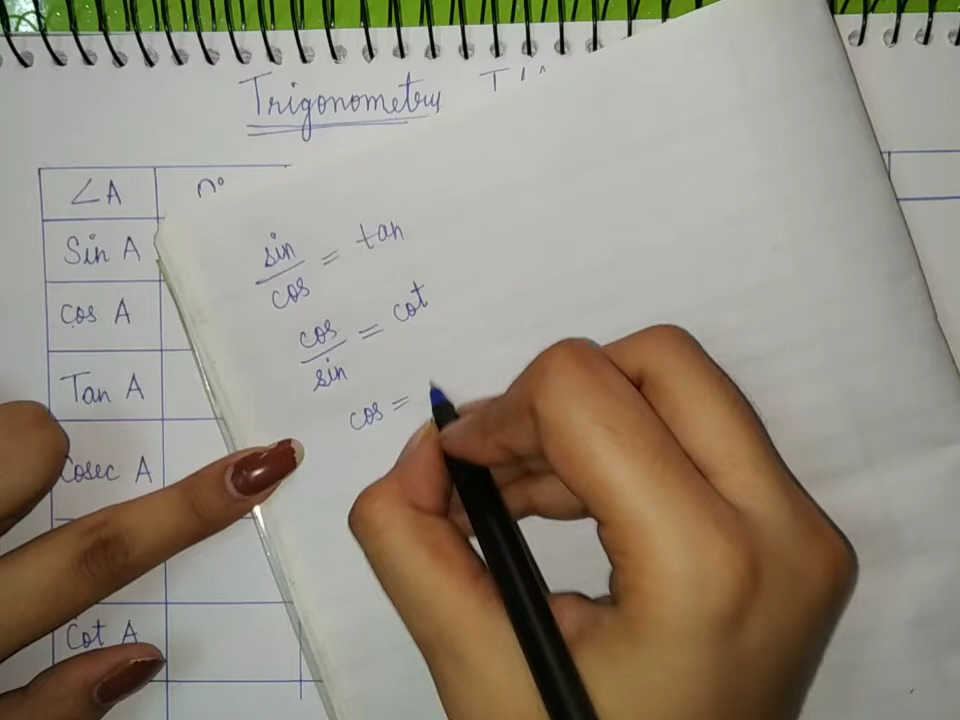 Trigonometry
∠A
Sin A
cos A
Tan A
Cosec A
Cot A
sin/cos = tan
cos/sin = cot
cos =